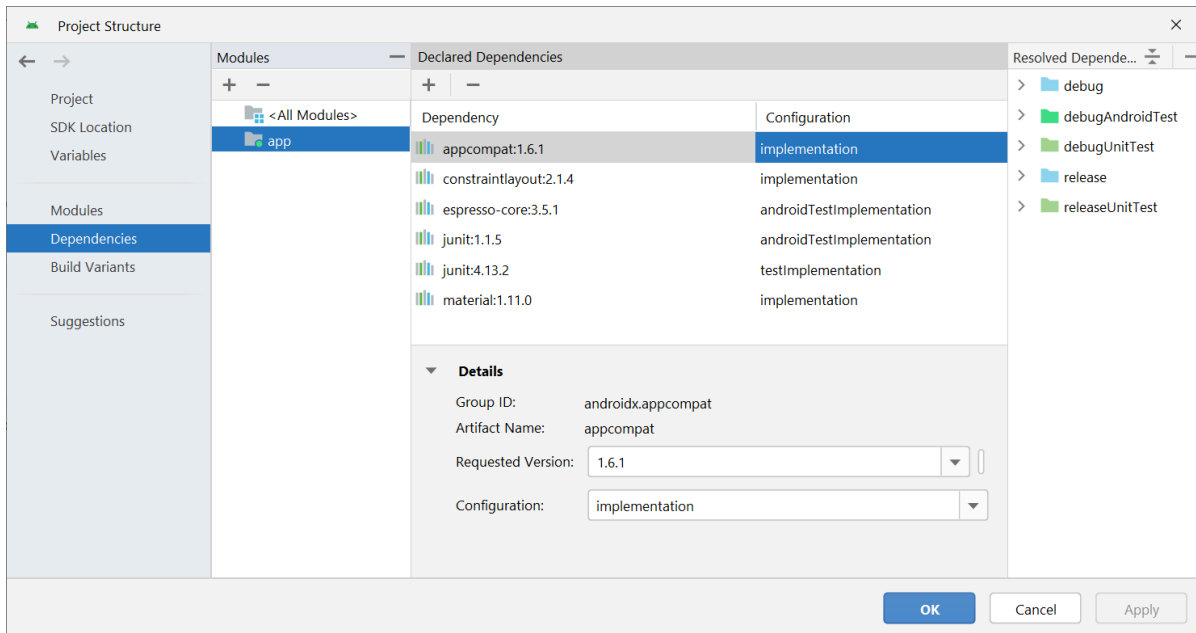 Project Structure
Project
SDK Location
Variables
Modules
Dependencies
Build Variants
Suggestions
Modules
<All Modules>
app
Declared Dependencies
Dependency Configuration
appcompat:1.6.1 implementation
constraintlayout:2.1.4 implementation
espresso-core:3.5.1 androidTestImplementation
junit:1.1.5 androidTestImplementation
junit:4.13.2 testImplementation
material:1.11.0 implementation
Details
Group ID: androidx.appcompat
Artifact Name: appcompat
Requested Version: 1.6.1
Configuration: implementation
Resolved Depende...
debug
debugAndroidTest
debugUnitTest
release
releaseUnitTest
OK Cancel Apply